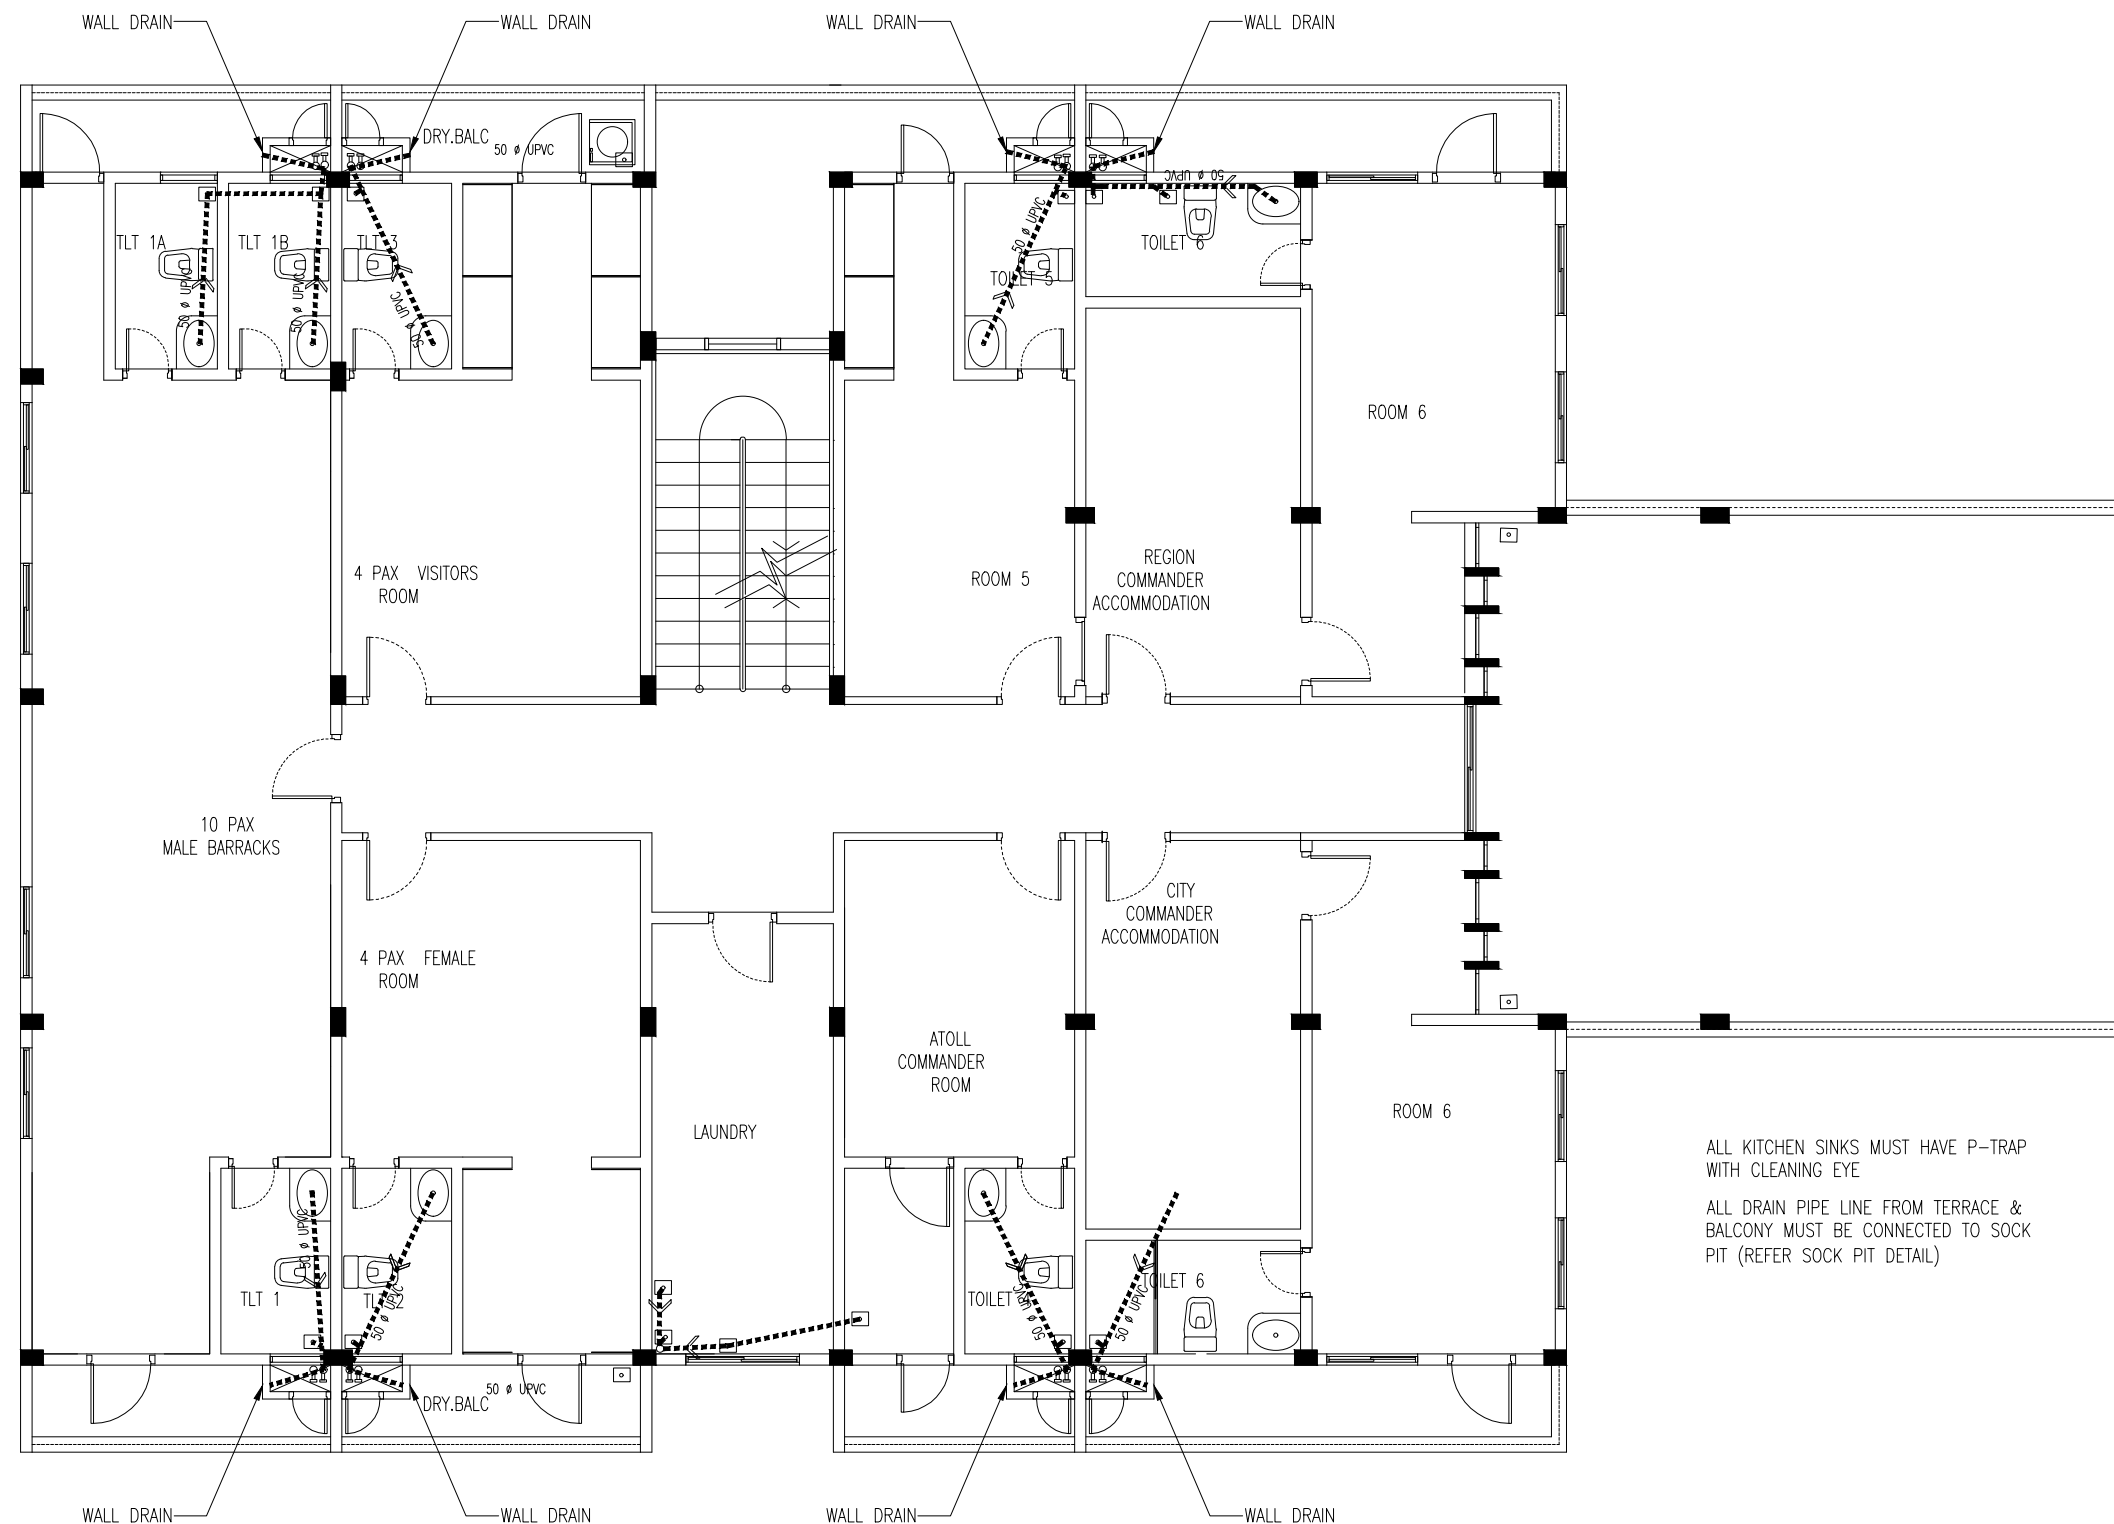 WALL DRAIN
WALL DRAIN
WALL DRAIN
WALL DRAIN
DRY.BALC
50 ø UPVC
50 ø UPVC
TLT 1A
TLT 1B
TLT 3
TOILET 5
TOILET 6
50 ø UPVC
50 ø UPVC
50 ø UPVC
50 ø UPVC
ROOM 6
4 PAX VISITORS
ROOM
ROOM 5
REGION
COMMANDER
ACCOMMODATION
10 PAX
MALE BARRACKS
CITY
COMMANDER
ACCOMMODATION
4 PAX FEMALE
ROOM
ATOLL
COMMANDER
ROOM
LAUNDRY
ROOM 6
ALL KITCHEN SINKS MUST HAVE P-TRAP
WITH CLEANING EYE
ALL DRAIN PIPE LINE FROM TERRACE &
BALCONY MUST BE CONNECTED TO SOCK
PIT (REFER SOCK PIT DETAIL)
50 ø UPVC
TLT 1
TLT 2
50 ø UPVC
TOILET
50 ø UPVC
50 ø UPVC
TOILET 6
50 ø UPVC
DRY.BALC
WALL DRAIN
WALL DRAIN
WALL DRAIN
WALL DRAIN